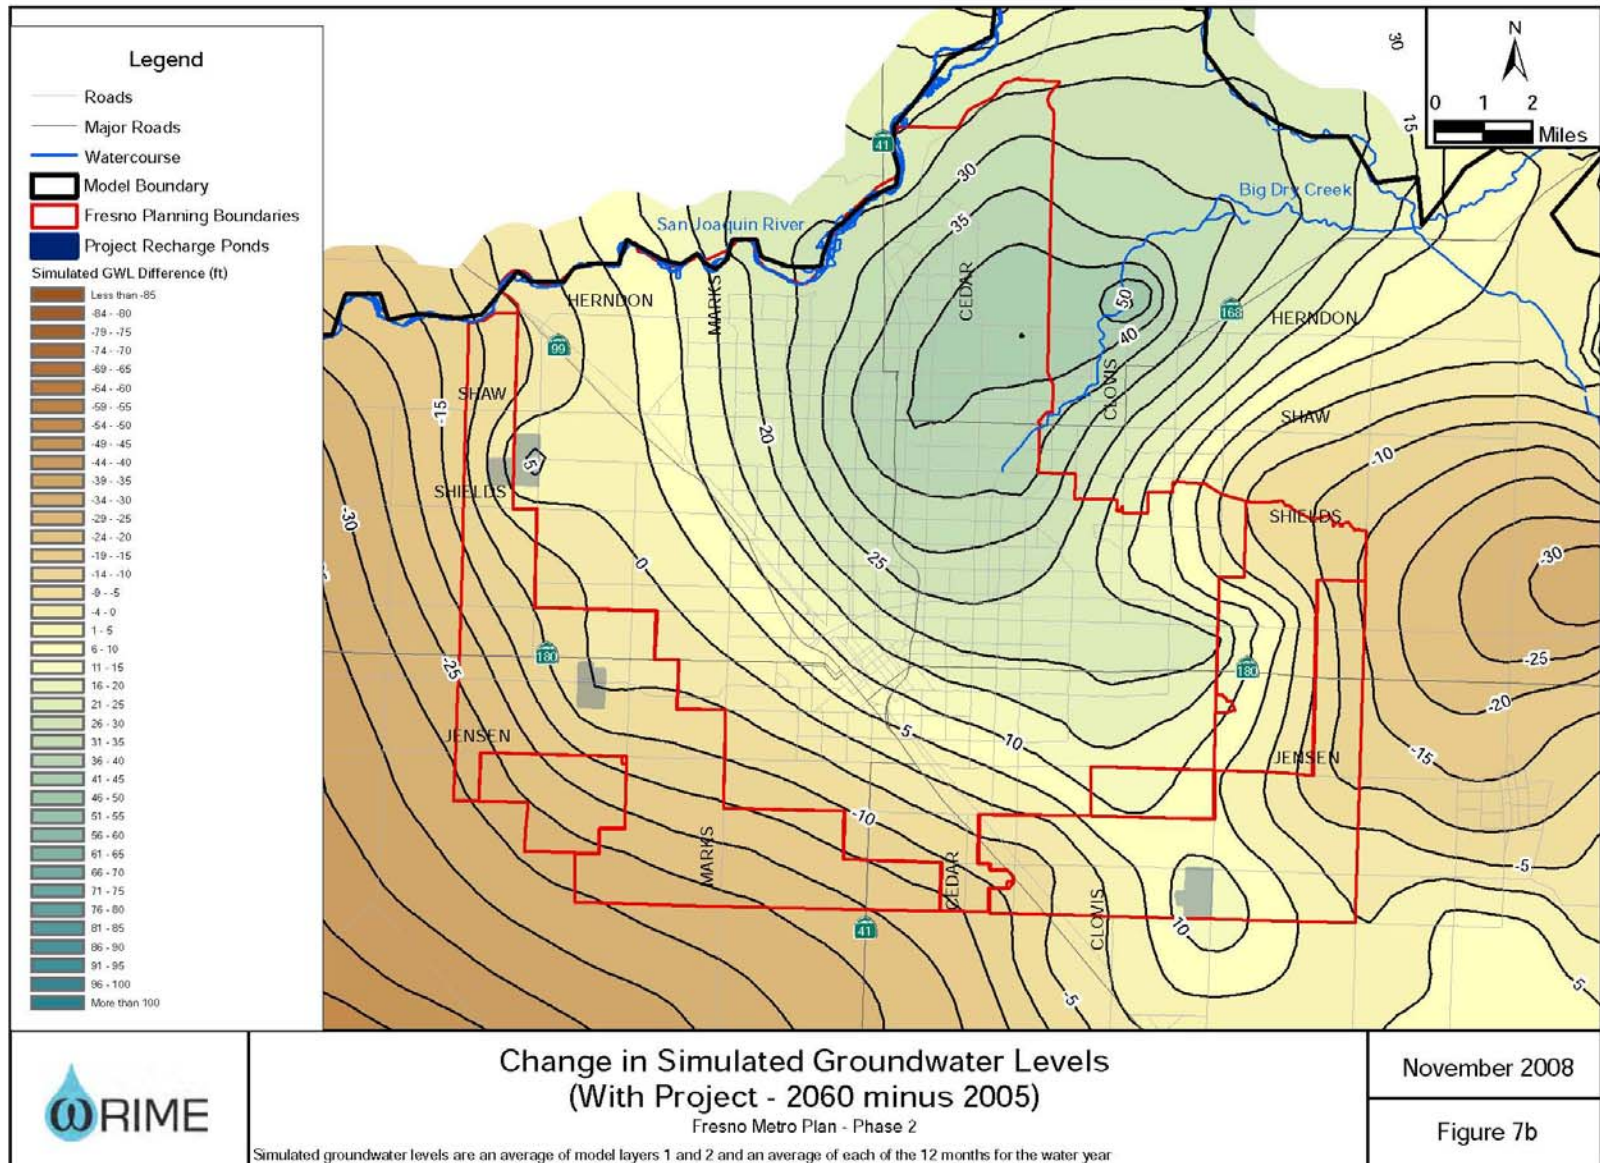 Legend
Roads
Major Roads
Watercourse
Model Boundary
Fresno Planning Boundaries
Project Recharge Ponds
Simulated GWL Difference (ft)
Less than -85
-84 - -80
-79 - -75
-74 - -70
-69 - -65
-64 - -60
-59 - -55
-54 - -50
-49 - -45
-44 - -40
-39 - -35
-34 - -30
-29 - -25
-24 - -20
-19 - -15
-14 - -10
-9 - -5
-4 - 0
1 - 5
6 - 10
11 - 15
16 - 20
21 - 25
26 - 30
31 - 35
36 - 40
41 - 45
46 - 50
51 - 55
56 - 60
61 - 65
66 - 70
71 - 75
76 - 80
81 - 85
86 - 90
91 - 95
96 - 100
More than 100
N
0 1 2
Miles
30
15
41
30
Big Dry Creek
35
San Joaquin River
HERNDON
MARKS
CEDAR
50
168
HERNDON
40
99
SHAW
-15
CLOVIS
SHAW
20
-10
5
SHIELDS
-30
SHIELDS
25
0
-30
180
-25
180
-25
-20
JENSEN
5
10
-15
JENSEN
-10
MARKS
CEDAR
-5
CLOVIS
41
10
-5
5
WRIME
Change in Simulated Groundwater Levels
(With Project - 2060 minus 2005)
Fresno Metro Plan - Phase 2
Simulated groundwater levels are an average of model layers 1 and 2 and an average of each of the 12 months for the water year
November 2008
Figure 7b